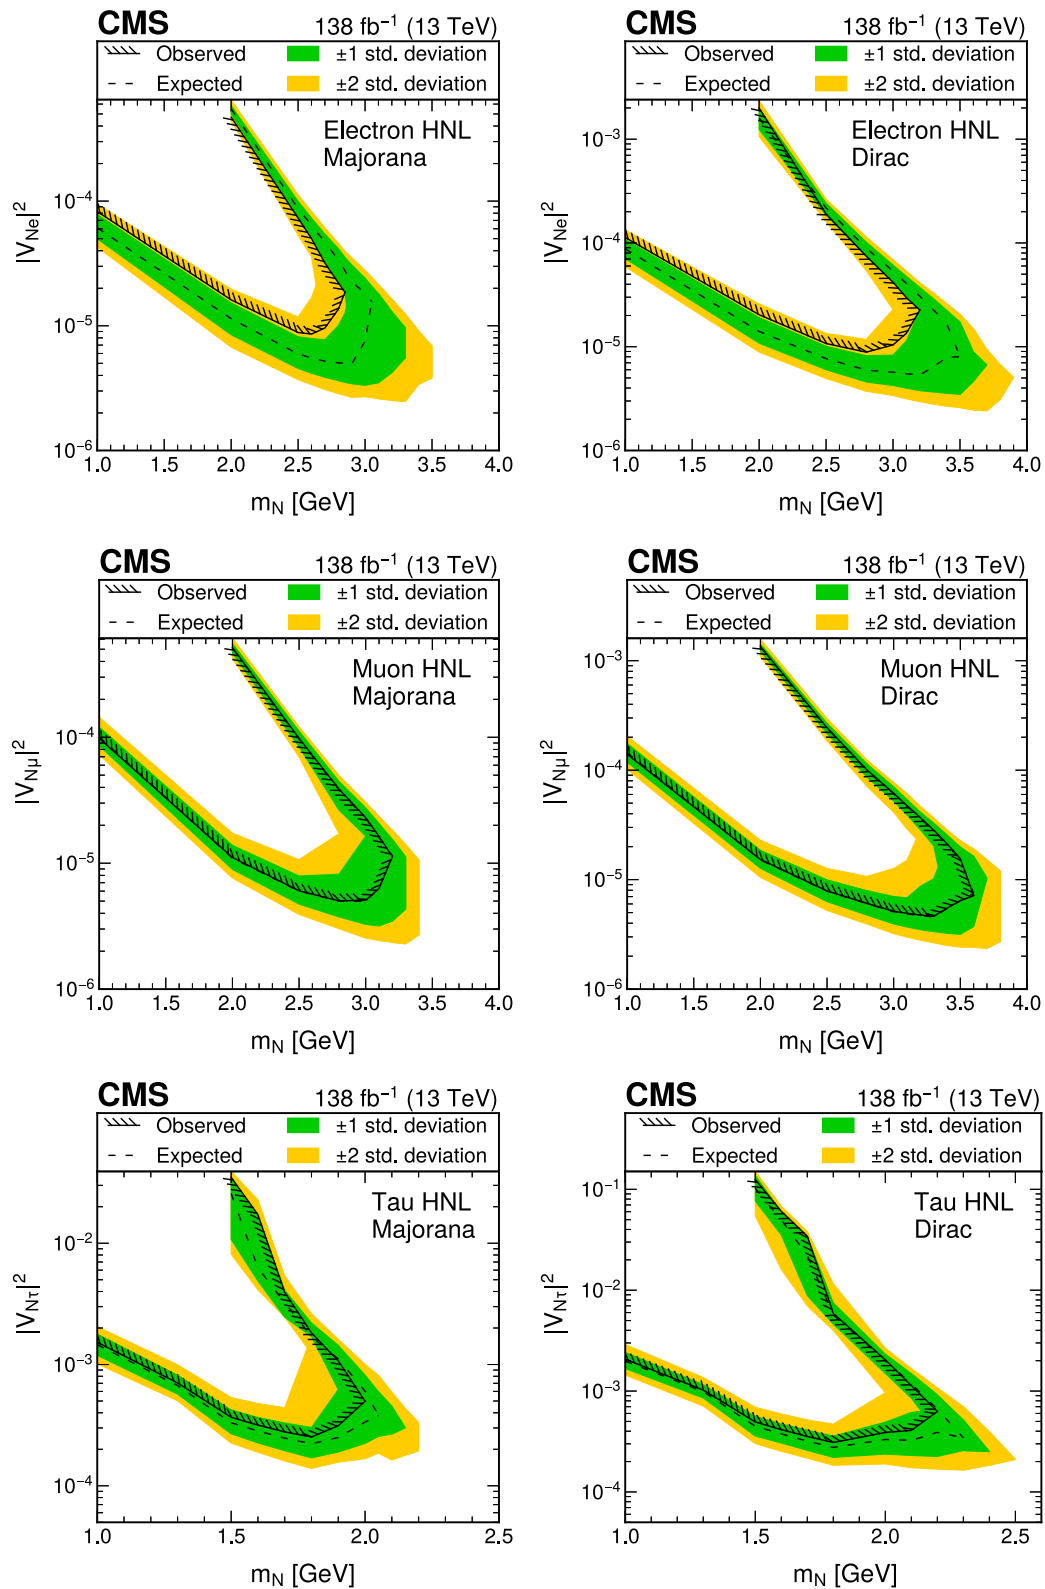 CMS 138 fb⁻¹ (13 TeV)
Observed ±1 std. deviation
Expected ±2 std. deviation
Electron HNL
Majorana
|V_Ne|²
10⁻⁴
10⁻⁵
10⁻⁶
1.0 1.5 2.0 2.5 3.0 3.5 4.0
m_N [GeV]
CMS 138 fb⁻¹ (13 TeV)
Observed ±1 std. deviation
Expected ±2 std. deviation
Electron HNL
Dirac
|V_Ne|²
10⁻³
10⁻⁴
10⁻⁵
10⁻⁶
1.0 1.5 2.0 2.5 3.0 3.5 4.0
m_N [GeV]
CMS 138 fb⁻¹ (13 TeV)
Observed ±1 std. deviation
Expected ±2 std. deviation
Muon HNL
Majorana
|V_Nμ|²
10⁻⁴
10⁻⁵
10⁻⁶
1.0 1.5 2.0 2.5 3.0 3.5 4.0
m_N [GeV]
CMS 138 fb⁻¹ (13 TeV)
Observed ±1 std. deviation
Expected ±2 std. deviation
Muon HNL
Dirac
|V_Nμ|²
10⁻³
10⁻⁴
10⁻⁵
10⁻⁶
1.0 1.5 2.0 2.5 3.0 3.5 4.0
m_N [GeV]
CMS 138 fb⁻¹ (13 TeV)
Observed ±1 std. deviation
Expected ±2 std. deviation
Tau HNL
Majorana
|V_Nτ|²
10⁻²
10⁻³
10⁻⁴
1.0 1.5 2.0 2.5
m_N [GeV]
CMS 138 fb⁻¹ (13 TeV)
Observed ±1 std. deviation
Expected ±2 std. deviation
Tau HNL
Dirac
|V_Nτ|²
10⁻¹
10⁻²
10⁻³
10⁻⁴
1.0 1.5 2.0 2.5
m_N [GeV]